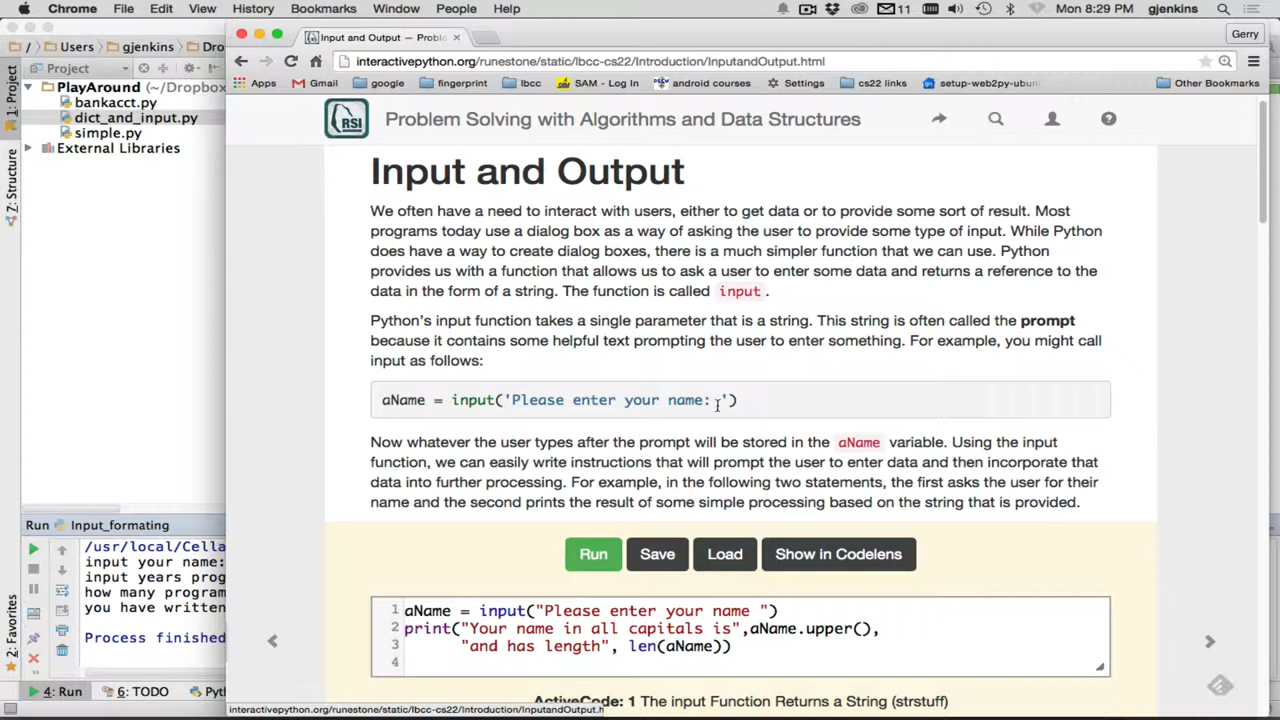 Chrome File Edit View History Bookmarks Window People Help 11 Mon 8:29 PM gjenkins
Input and Output — Proble Gerry
/ Users gjenkins Dro
interactivepython.org/runestone/static/lbcc-cs22/Introduction/InputandOutput.html
Project
Apps Gmail google fingerprint lbcc SAM - Log In android courses Settings cs22 links setup-web2py-ubun Other Bookmarks
1: Project
PlayAround (~/Dropbox
bankacct.py
dict_and_input.py
simple.py
External Libraries
Z: Structure
RSI Problem Solving with Algorithms and Data Structures
Input and Output
We often have a need to interact with users, either to get data or to provide some sort of result. Most
programs today use a dialog box as a way of asking the user to provide some type of input. While Python
does have a way to create dialog boxes, there is a much simpler function that we can use. Python
provides us with a function that allows us to ask a user to enter some data and returns a reference to the
data in the form of a string. The function is called input.
Python's input function takes a single parameter that is a string. This string is often called the prompt
because it contains some helpful text prompting the user to enter something. For example, you might call
input as follows:
aName = input('Please enter your name: ')
Now whatever the user types after the prompt will be stored in the aName variable. Using the input
function, we can easily write instructions that will prompt the user to enter data and then incorporate that
data into further processing. For example, in the following two statements, the first asks the user for their
name and the second prints the result of some simple processing based on the string that is provided.
Run Save Load Show in Codelens
1 aName = input("Please enter your name ")
2 print("Your name in all capitals is",aName.upper(),
3 "and has length", len(aName))
4
ActiveCode: 1 The input Function Returns a String (strstuff)
Run Input_formating
/usr/local/Cella
input your name:
input years prog
how many program
you have written
Process finished
2: Favorites
4: Run 6: TODO Pyth
interactivepython.org/runestone/static/lbcc-cs22/Introduction/InputandOutput.h